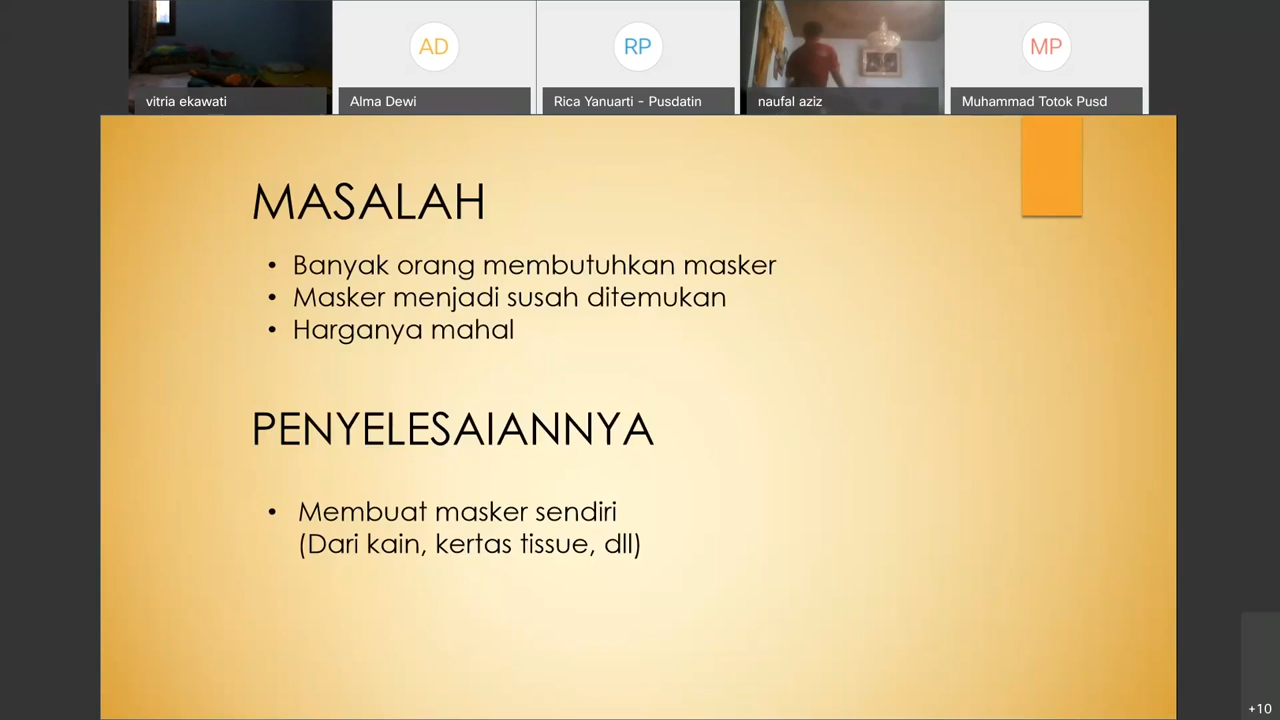 AD
RP
MP
vitria ekawati
Alma Dewi
Rica Yanuarti - Pusdatin
naufal aziz
Muhammad Totok Pusd
MASALAH
• Banyak orang membutuhkan masker
• Masker menjadi susah ditemukan
• Harganya mahal
PENYELESAIANNYA
• Membuat masker sendiri
(Dari kain, kertas tissue, dll)
+10